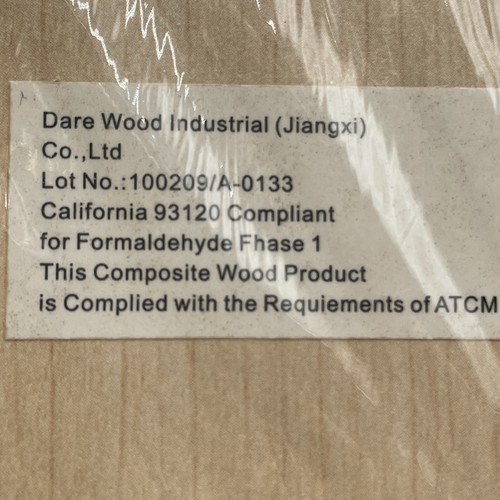 Dare Wood Industrial (Jiangxi)
Co.,Ltd
Lot No.:100209/A-0133
California 93120 Compliant
for Formaldehyde Fhase 1
This Composite Wood Product
is Complied with the Requiements of ATCM